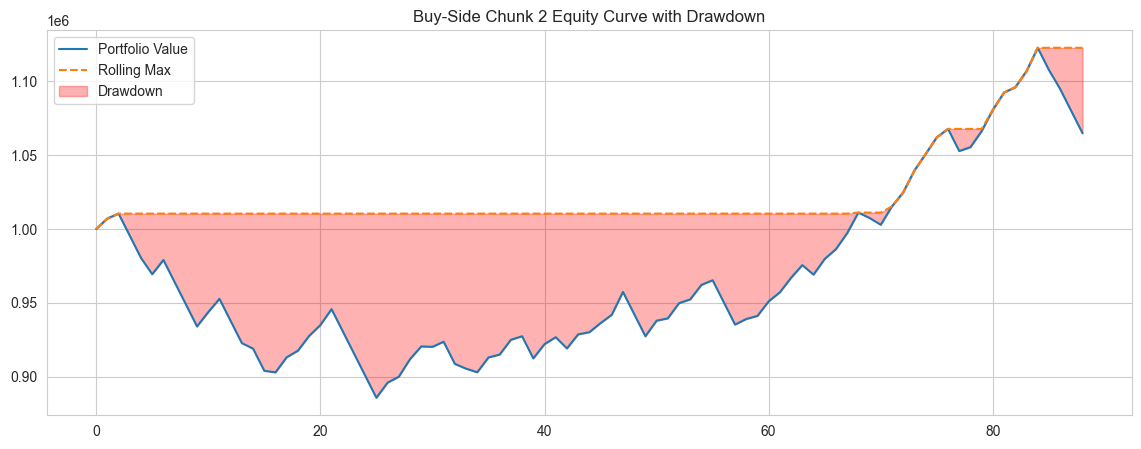 Buy-Side Chunk 2 Equity Curve with Drawdown
1e6
Portfolio Value
Rolling Max
Drawdown
1.10
1.05
1.00
0.95
0.90
0
20
40
60
80